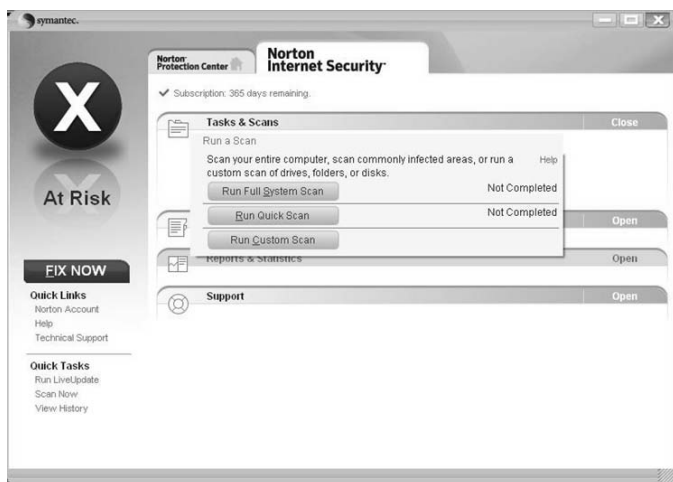 symantec.
Norton
Protection Center
Norton
Internet Security
Subscription: 365 days remaining.
X
At Risk
FIX NOW
Quick Links
Norton Account
Help
Technical Support
Quick Tasks
Run LiveUpdate
Scan Now
View History
Tasks & Scans Close
Run a Scan
Scan your entire computer, scan commonly infected areas, or run a Help
custom scan of drives, folders, or disks.
Run Full System Scan Not Completed
Run Quick Scan Not Completed
Run Custom Scan
Open
Reports & Statistics Open
Support Open